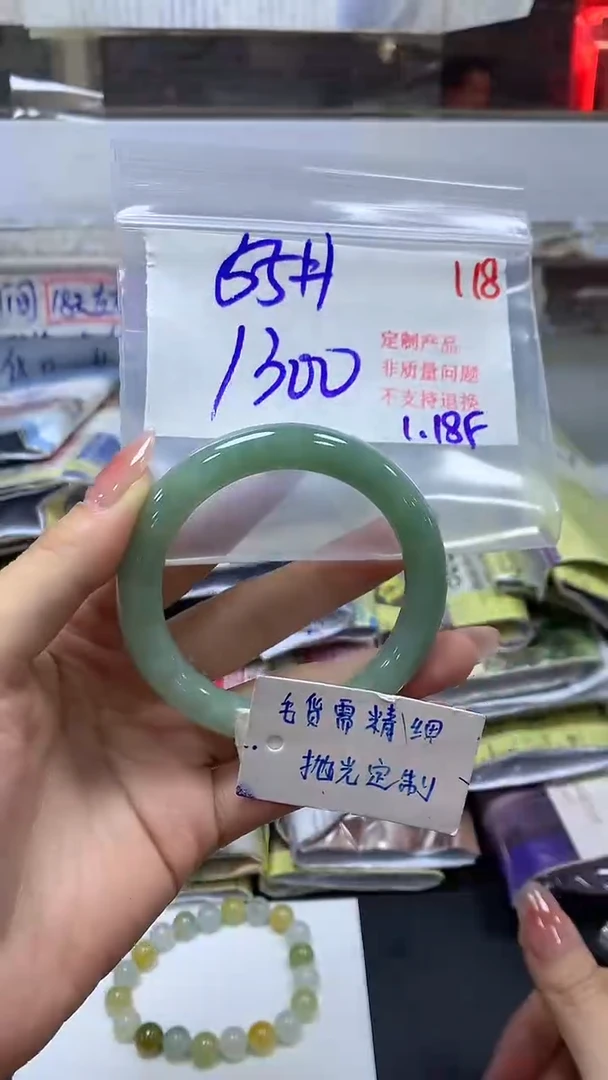 55#
118
1300
定制产品
非质量问题
不支持退换
1.18F
毛货需精细
抛光定制